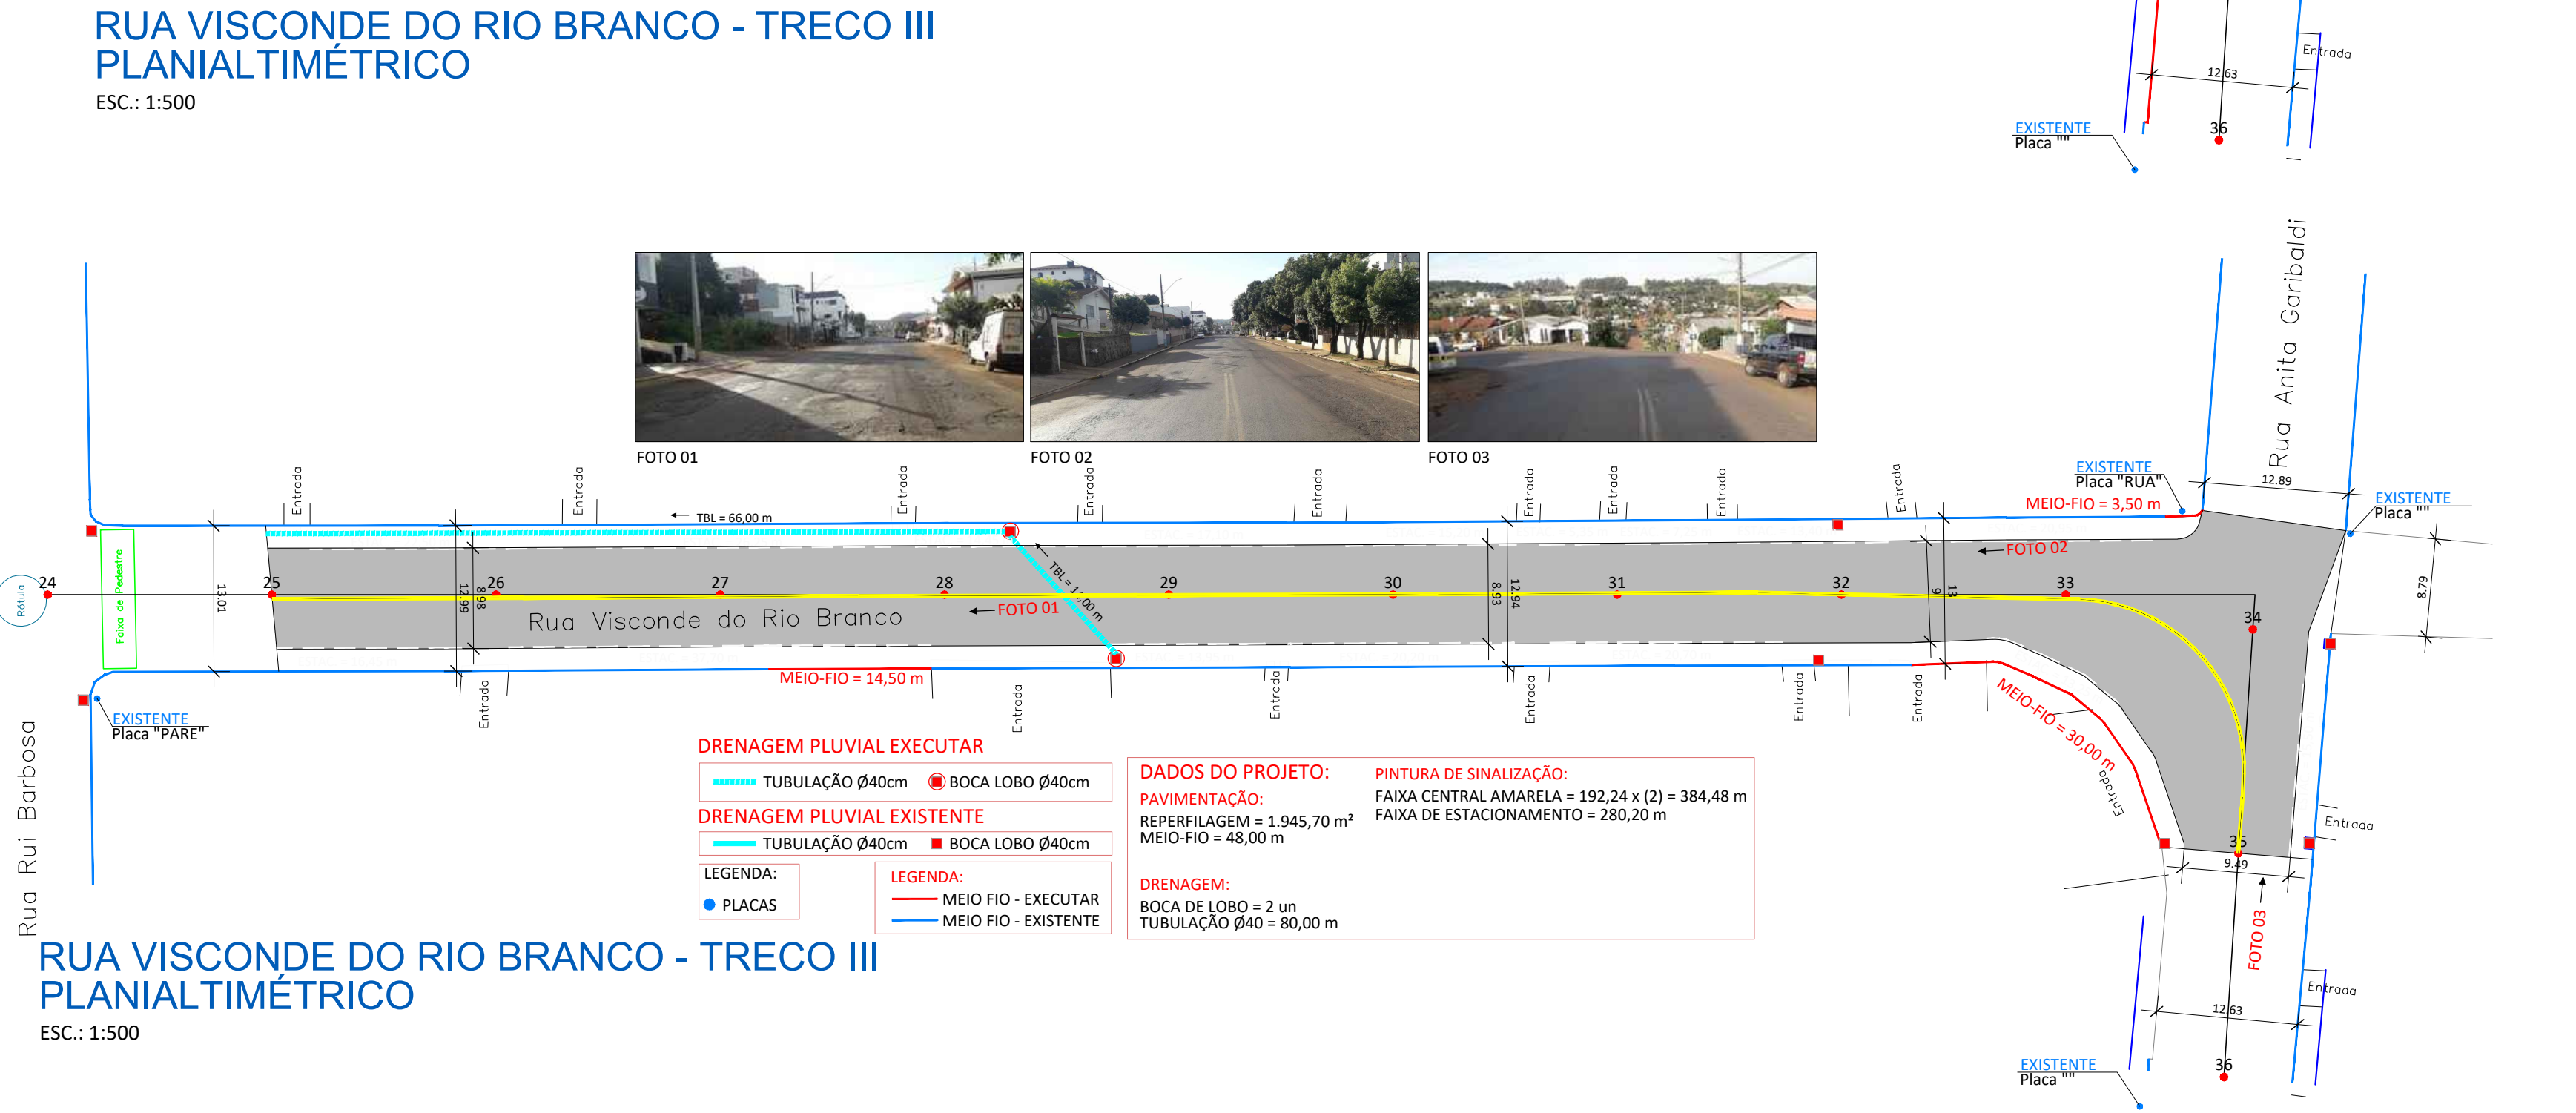 RUA VISCONDE DO RIO BRANCO - TRECO III
PLANIALTIMÉTRICO
ESC.: 1:500
Entrada
12.63
EXISTENTE
Placa ""
36
Rua Anita Garibaldi
FOTO 01
FOTO 02
FOTO 03
Entrada
Entrada
Entrada
Entrada
Entrada
Entrada
Entrada
Entrada
Entrada
EXISTENTE
Placa "RUA"
MEIO-FIO = 3,50 m
12.89
EXISTENTE
Placa ""
TBL = 66,00 m
FOTO 02
8.79
Rótula
24
Faixa de Pedestre
13.01
25
12.99
8.98
26
27
28
TBL = 14,00 m
29
30
8.93
12.94
31
32
9
13
33
34
FOTO 01
Rua Visconde do Rio Branco
MEIO-FIO = 14,50 m
Entrada
Entrada
Entrada
Entrada
Entrada
Entrada
MEIO-FIO = 30,00 m
Entrada
EXISTENTE
Placa "PARE"
Rua Rui Barbosa
DRENAGEM PLUVIAL EXECUTAR
TUBULAÇÃO Ø40cm
BOCA LOBO Ø40cm
DRENAGEM PLUVIAL EXISTENTE
TUBULAÇÃO Ø40cm
BOCA LOBO Ø40cm
LEGENDA:
PLACAS
LEGENDA:
MEIO FIO - EXECUTAR
MEIO FIO - EXISTENTE
DADOS DO PROJETO:
PAVIMENTAÇÃO:
REPERFILAGEM = 1.945,70 m²
MEIO-FIO = 48,00 m
DRENAGEM:
BOCA DE LOBO = 2 un
TUBULAÇÃO Ø40 = 80,00 m
PINTURA DE SINALIZAÇÃO:
FAIXA CENTRAL AMARELA = 192,24 x (2) = 384,48 m
FAIXA DE ESTACIONAMENTO = 280,20 m
Entrada
35
9.49
FOTO 03
Entrada
12.63
EXISTENTE
Placa ""
36
RUA VISCONDE DO RIO BRANCO - TRECO III
PLANIALTIMÉTRICO
ESC.: 1:500